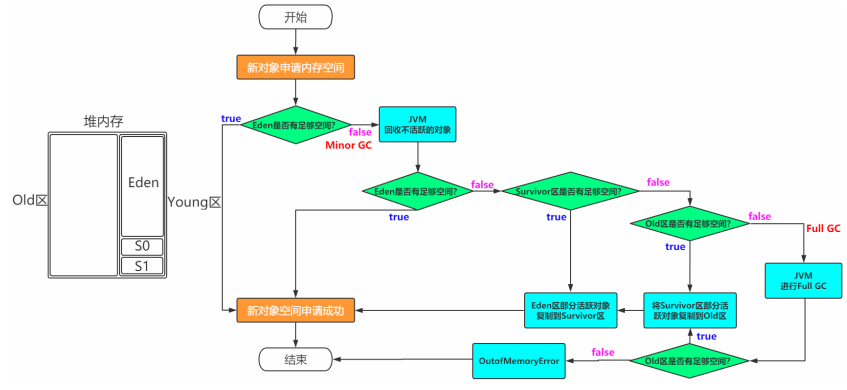 开始
新对象申请内存空间
true
Eden是否有足够空间?
false
Minor GC
JVM
回收不活跃的对象
堆内存
Old区
Eden
S0
S1
Young区
Eden是否有足够空间?
false
true
Survivor区是否有足够空间?
false
true
Old区是否有足够空间?
false
Full GC
true
JVM
进行Full GC
新对象空间申请成功
Eden区部分活跃对象
复制到Survivor区
将Survivor区部分活
跃对象复制到Old区
true
结束
OutofMemoryError
false
Old区是否有足够空间?